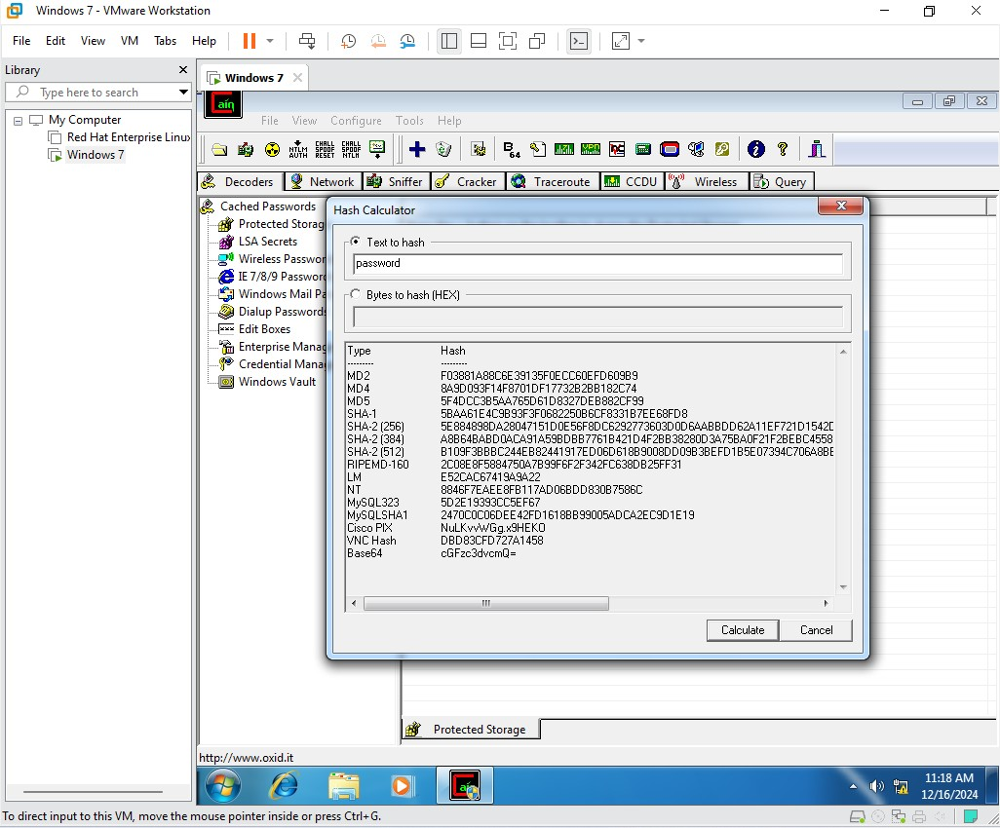 Windows 7 - VMware Workstation
File Edit View VM Tabs Help
Library
Windows 7
Type here to search
My Computer
Red Hat Enterprise Linux
Windows 7
Cain
File View Configure Tools Help
NTLM AUTH
CHALL SPOOF RESET
CHALL SPOOF NTLM
B64
Decoders Network Sniffer Cracker Traceroute CCDU Wireless Query
Cached Passwords
Protected Storag
LSA Secrets
Wireless Passwor
IE 7/8/9 Passwor
Windows Mail Pa
Dialup Passwords
Edit Boxes
Enterprise Manag
Credential Manag
Windows Vault
Hash Calculator
Text to hash
password
Bytes to hash (HEX)
Type Hash
--------- ---------
MD2 F03881A88C6E39135F0ECC60EFD609B9
MD4 8A9D093F14F8701DF17732B2BB182C74
MD5 5F4DCC3B5AA765D61D8327DEB882CF99
SHA-1 5BAA61E4C9B93F3F0682250B6CF8331B7EE68FD8
SHA-2 (256) 5E884898DA28047151D0E56F8DC6292773603D0D6AABBDD62A11EF721D1542D
SHA-2 (384) A8B64BABD0ACA91A59BDBB7761B421D4F2BB38280D3A75BA0F21F2BEBC4558
SHA-2 (512) B109F3BBBC244EB82441917ED06D618B9008DD09B3BEFD1B5E07394C706A8BB
RIPEMD-160 2C08E8F5884750A7B99F6F2F342FC638DB25FF31
LM E52CAC67419A9A22
NT 8846F7EAEE8FB117AD06BDD830B7586C
MySQL323 5D2E19393CC5EF67
MySQLSHA1 2470C0C06DEE42FD1618BB99005ADCA2EC9D1E19
Cisco PIX NuLKvvWGg.x9HEKO
VNC Hash DBD83CFD727A1458
Base64 cGFzc3dvcmQ=
Calculate Cancel
Protected Storage
http://www.oxid.it
11:18 AM
12/16/2024
To direct input to this VM, move the mouse pointer inside or press Ctrl+G.